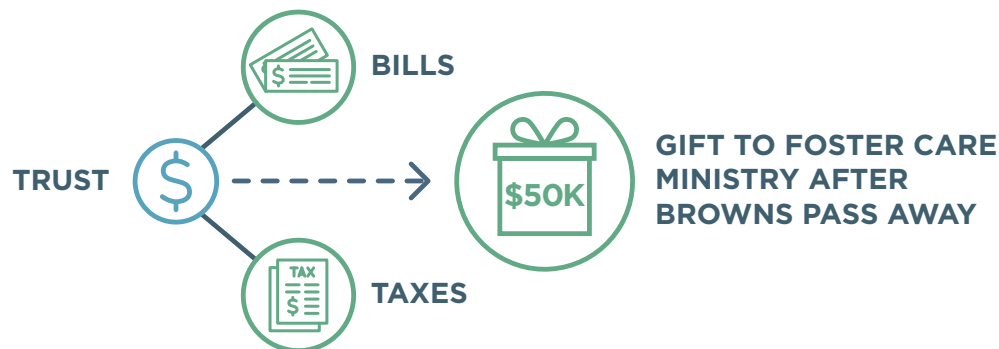 $
BILLS
TRUST
$
$50K
GIFT TO FOSTER CARE
MINISTRY AFTER
BROWNS PASS AWAY
TAX
$
TAXES